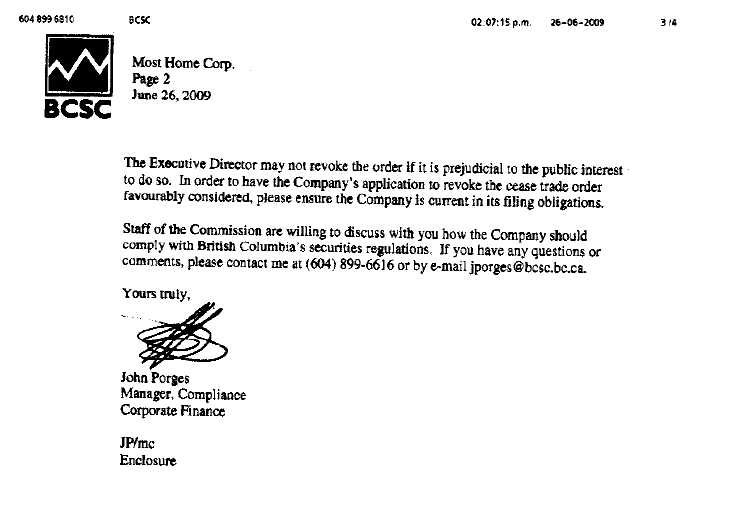 604 899 6810 BCSC 02:07:15 p.m. 26-06-2009 3/4
BCSC
Most Home Corp.
Page 2
June 26, 2009
The Executive Director may not revoke the order if it is prejudicial to the public interest
to do so. In order to have the Company's application to revoke the cease trade order
favourably considered, please ensure the Company is current in its filing obligations.
Staff of the Commission are willing to discuss with you how the Company should
comply with British Columbia's securities regulations. If you have any questions or
comments, please contact me at (604) 899-6616 or by e-mail jporges@bcsc.bc.ca.
Yours truly,
John Porges
Manager, Compliance
Corporate Finance
JP/mc
Enclosure